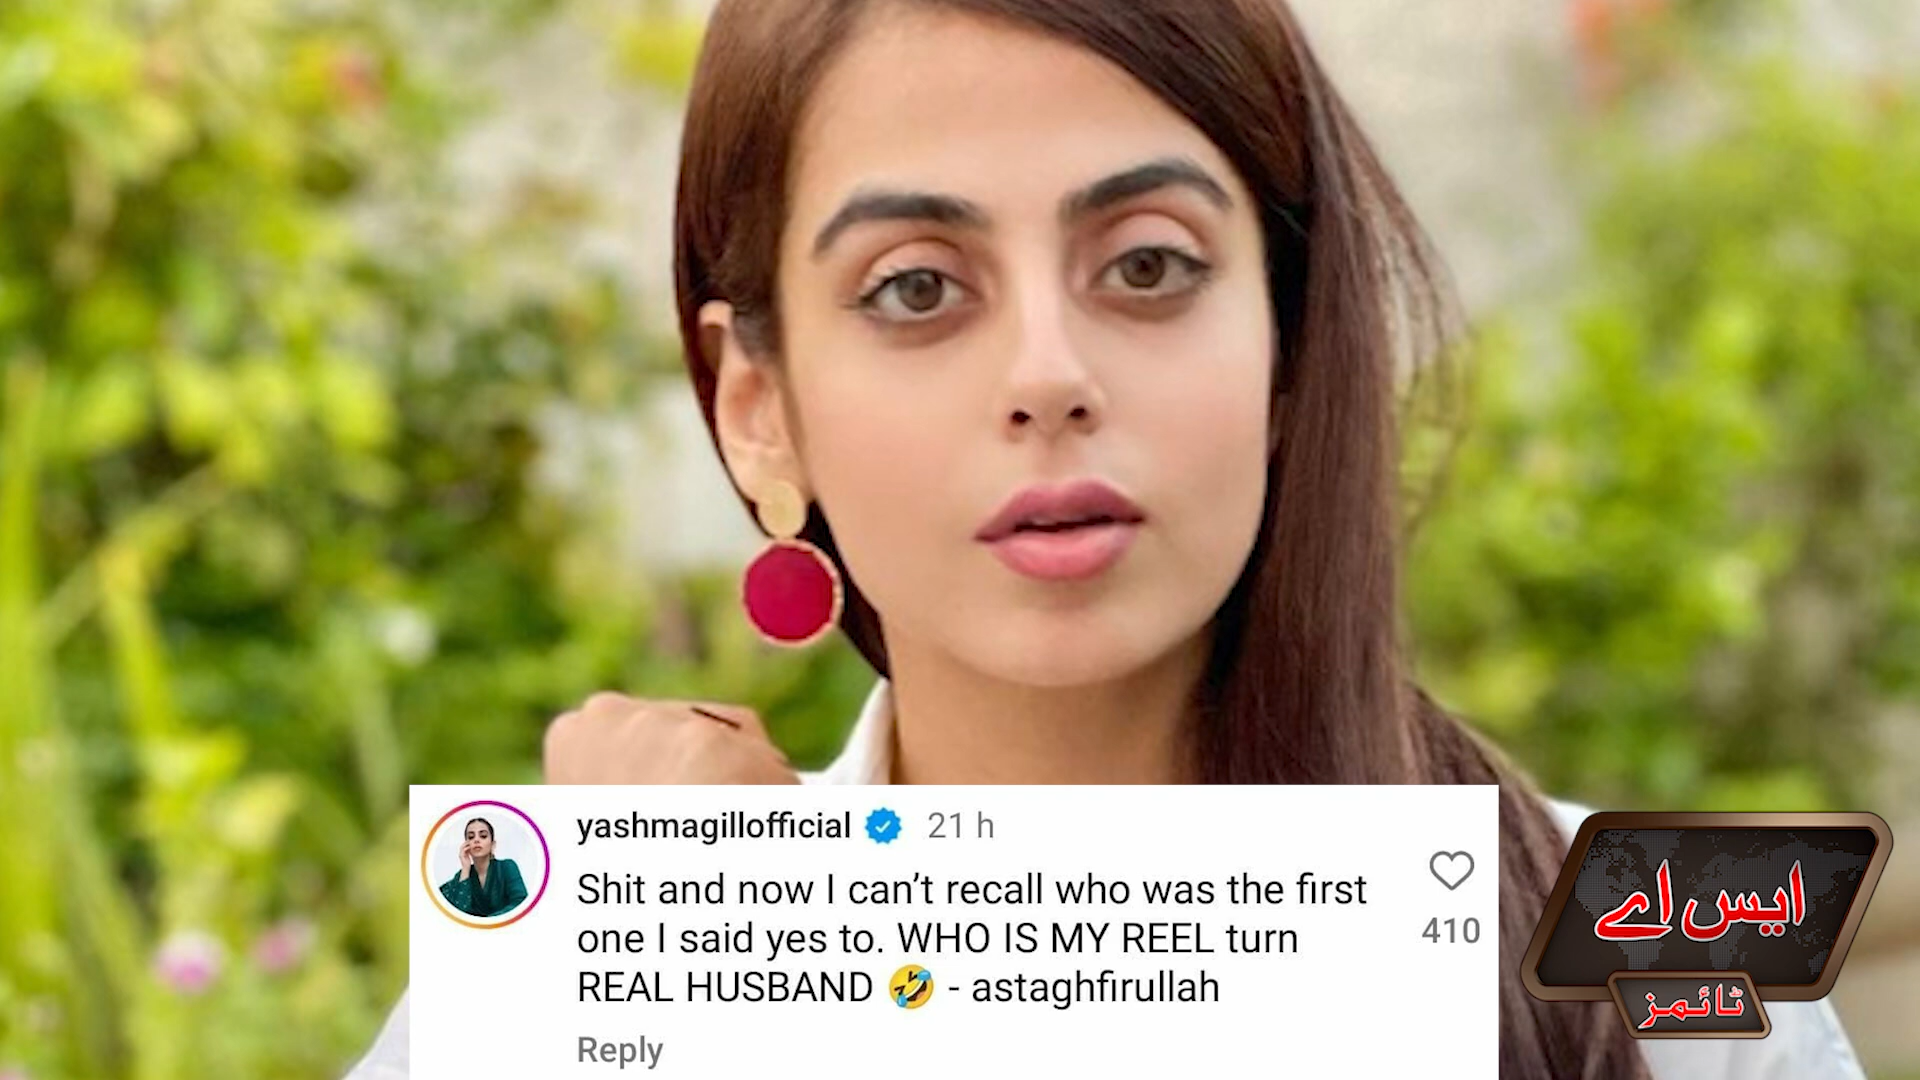 yashmagillofficial 21 h
Shit and now I can’t recall who was the first
one I said yes to. WHO IS MY REEL turn
REAL HUSBAND 🤣 - astaghfirullah
410
Reply
ایس اے
ٹائمز